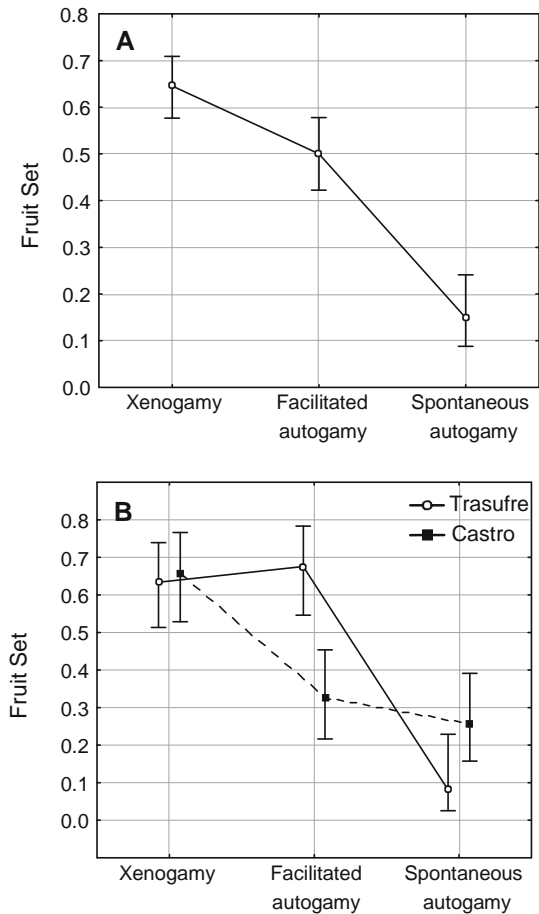 A
0.8
0.7
0.6
0.5
0.4
0.3
0.2
0.1
0.0
Fruit Set
Xenogamy
Facilitated
autogamy
Spontaneous
autogamy
B
Trasufre
Castro
0.8
0.7
0.6
0.5
0.4
0.3
0.2
0.1
0.0
Fruit Set
Xenogamy
Facilitated
autogamy
Spontaneous
autogamy